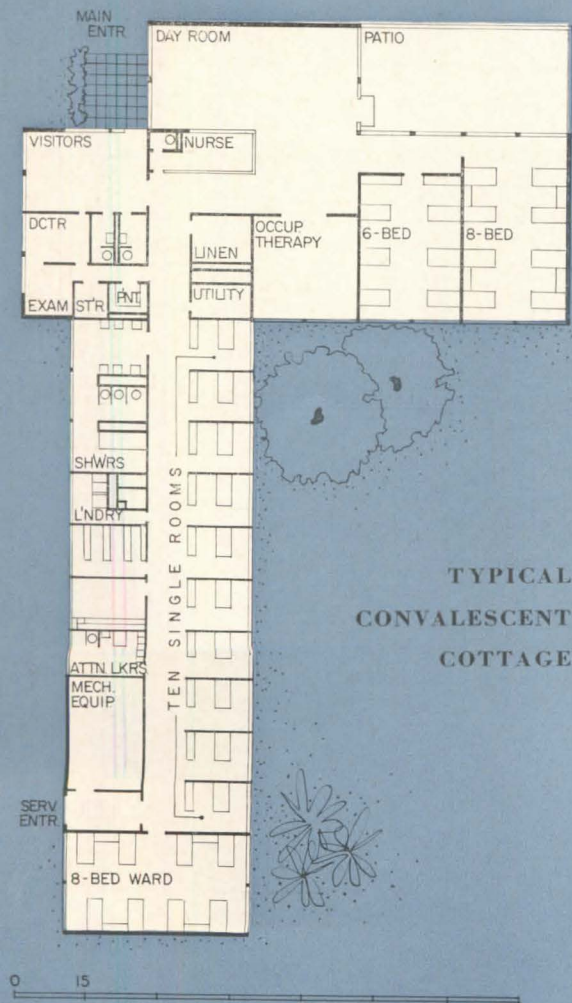 MAIN
ENTR.
DAY ROOM
PATIO
VISITORS
NURSE
DCTR
LINEN
OCCUP.
THERAPY
6-BED
8-BED
EXAM
ST'R
PNT.
UTILITY
SHWRS
L'NDRY
TEN SINGLE ROOMS
TYPICAL
CONVALESCENT
COTTAGE
ATTN. LKRS
MECH.
EQUIP
SERV
ENTR.
8-BED WARD
0 15